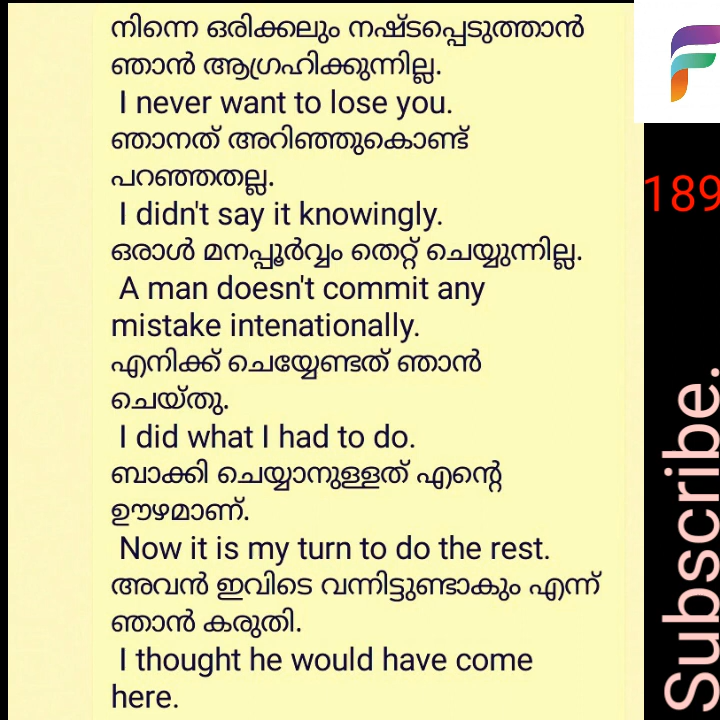 നിന്നെ ഒരിക്കലും നഷ്ടപ്പെടുത്താൻ
ഞാൻ ആഗ്രഹിക്കുന്നില്ല.
I never want to lose you.
ഞാനത് അറിഞ്ഞുകൊണ്ട്
പറഞ്ഞതല്ല.
I didn't say it knowingly.
ഒരാൾ മനപ്പൂർവ്വം തെറ്റ് ചെയ്യുന്നില്ല.
A man doesn't commit any
mistake intenationally.
എനിക്ക് ചെയ്യേണ്ടത് ഞാൻ
ചെയ്തു.
I did what I had to do.
ബാക്കി ചെയ്യാനുള്ളത് എന്റെ
ഊഴമാണ്.
Now it is my turn to do the rest.
അവൻ ഇവിടെ വന്നിട്ടുണ്ടാകും എന്ന്
ഞാൻ കരുതി.
I thought he would have come
here.
F
189
Subscribe.